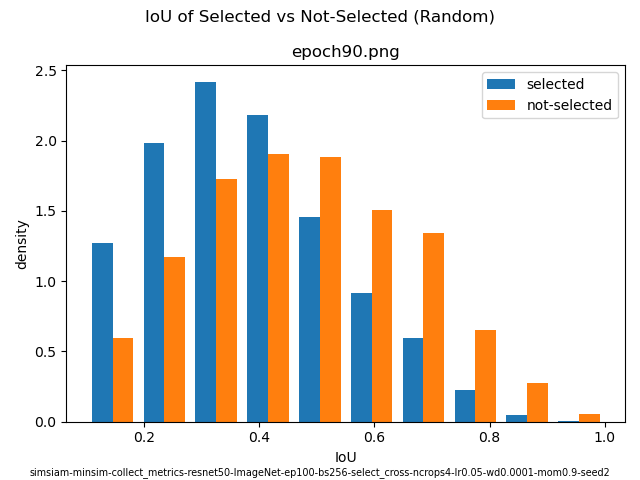 IoU of Selected vs Not-Selected (Random)
epoch90.png
selected
not-selected
2.5
2.0
1.5
1.0
0.5
0.0
density
0.2 0.4 0.6 0.8 1.0
IoU
simsiam-minsim-collect_metrics-resnet50-ImageNet-ep100-bs256-select_cross-ncrops4-lr0.05-wd0.0001-mom0.9-seed2